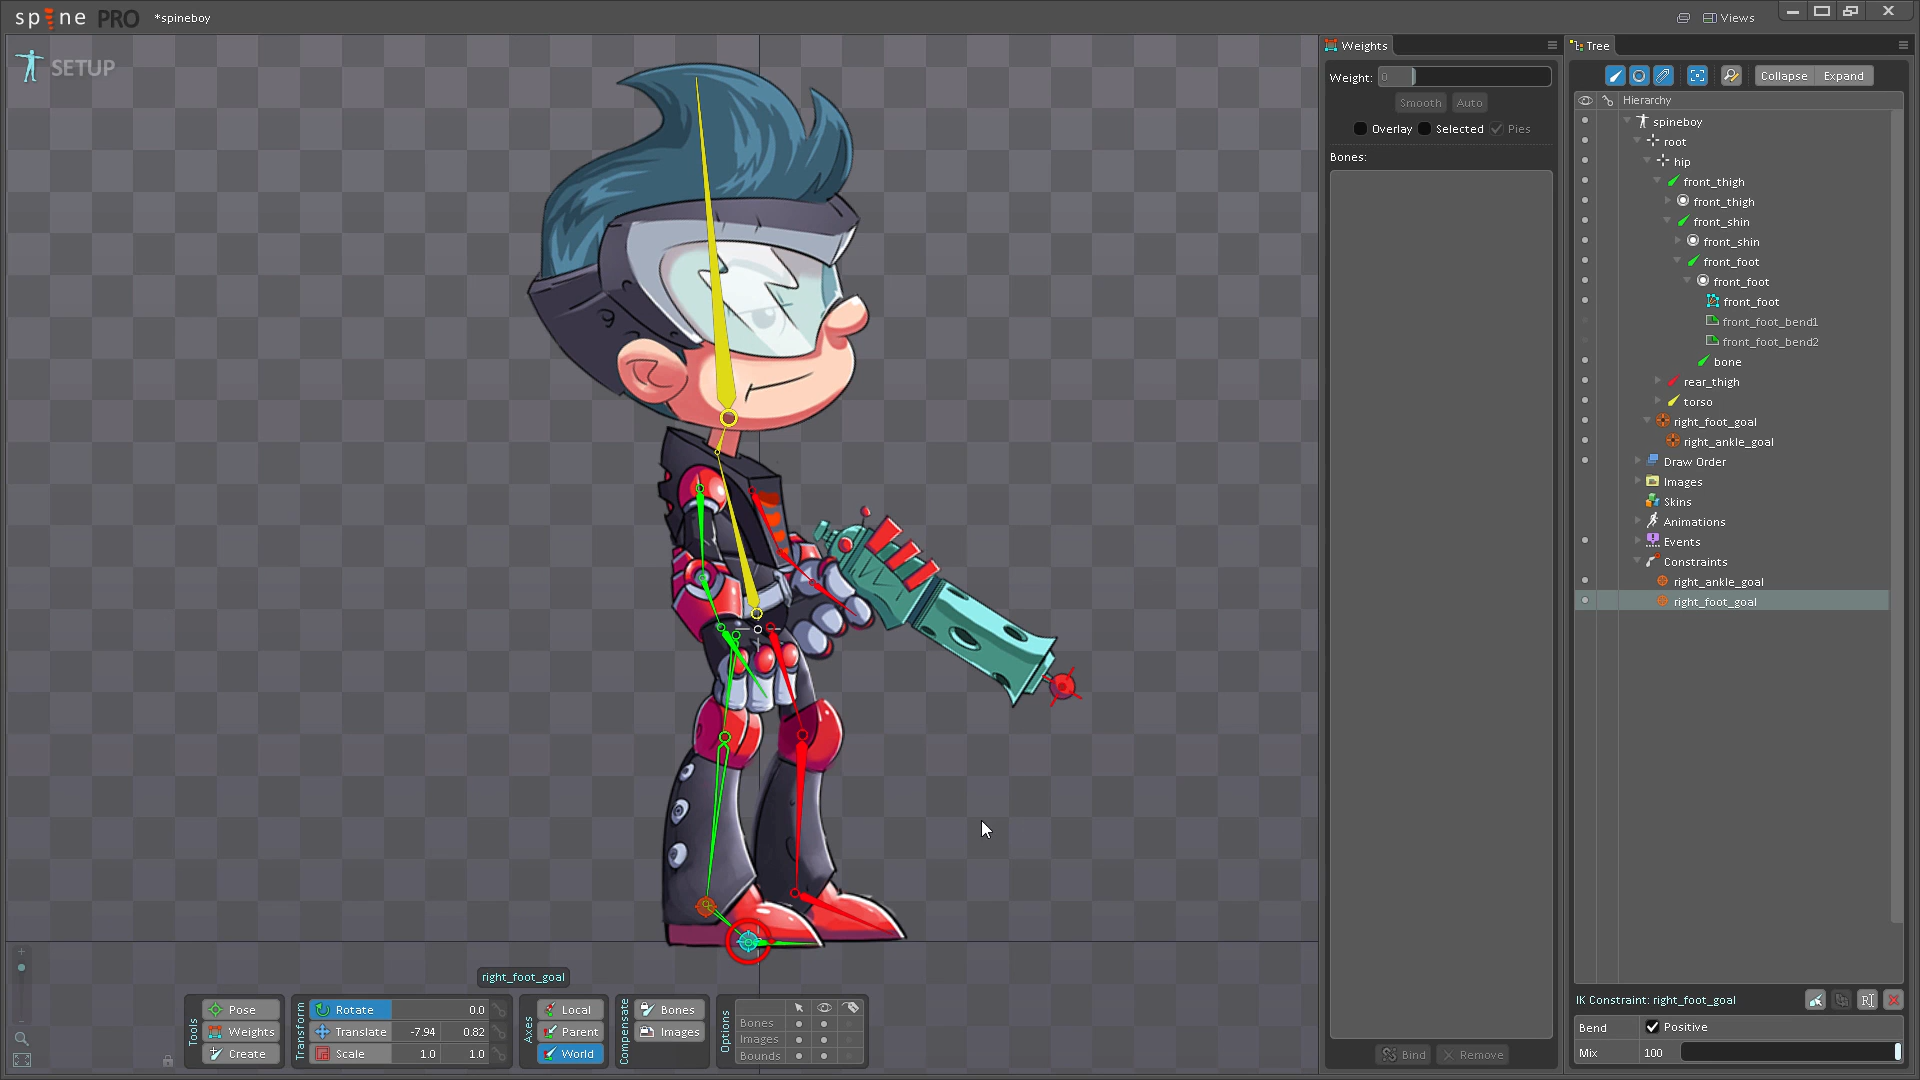 spine PRO
*spineboy
Views
SETUP
Weights
Weight: 0
Smooth
Auto
Overlay
Selected
Pies
Bones:
Bind
Remove
Tree
Collapse
Expand
Hierarchy
spineboy
root
hip
front_thigh
front_thigh
front_shin
front_shin
front_foot
front_foot
front_foot
front_foot_bend1
front_foot_bend2
bone
rear_thigh
torso
right_foot_goal
right_ankle_goal
Draw Order
Images
Skins
Animations
Events
Constraints
right_ankle_goal
right_foot_goal
IK Constraint: right_foot_goal
Bend
Positive
Mix
100
right_foot_goal
Tools
Pose
Weights
Create
Transform
Rotate 0.0
Translate -7.94 0.82
Scale 1.0 1.0
Axes
Local
Parent
World
Compensate
Bones
Images
Options
Bones
Images
Bounds